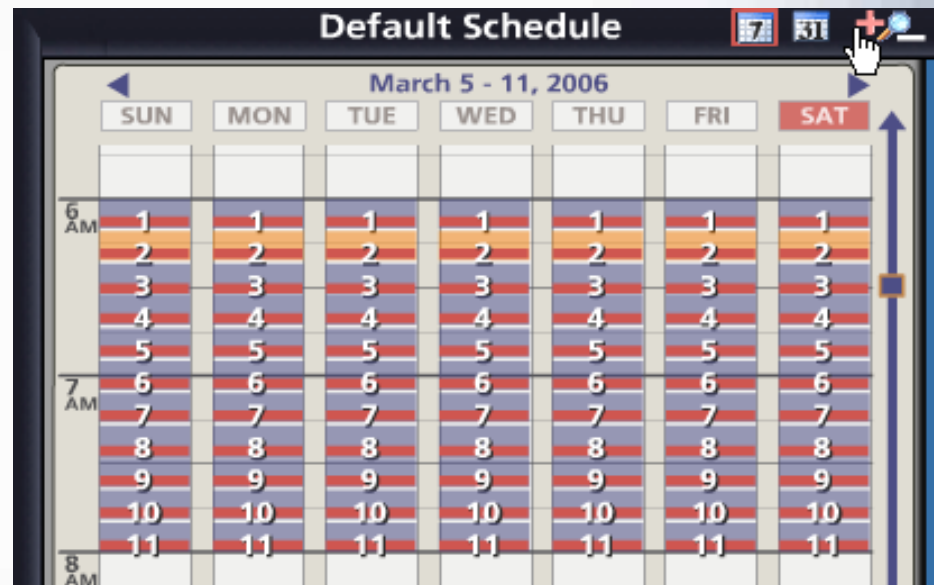 Default Schedule 7 31
March 5 - 11, 2006
SUN MON TUE WED THU FRI SAT
6
AM
1 1 1 1 1 1 1
2 2 2 2 2 2 2
3 3 3 3 3 3 3
4 4 4 4 4 4 4
5 5 5 5 5 5 5
7
AM
6 6 6 6 6 6 6
7 7 7 7 7 7 7
8 8 8 8 8 8 8
9 9 9 9 9 9 9
10 10 10 10 10 10 10
11 11 11 11 11 11 11
8
AM